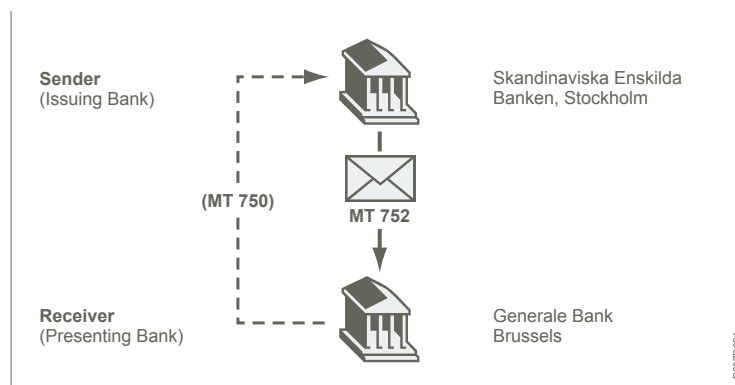 Sender
(Issuing Bank)
Skandinaviska Enskilda
Banken, Stockholm
(MT 750)
MT 752
Receiver
(Presenting Bank)
Generale Bank
Brussels